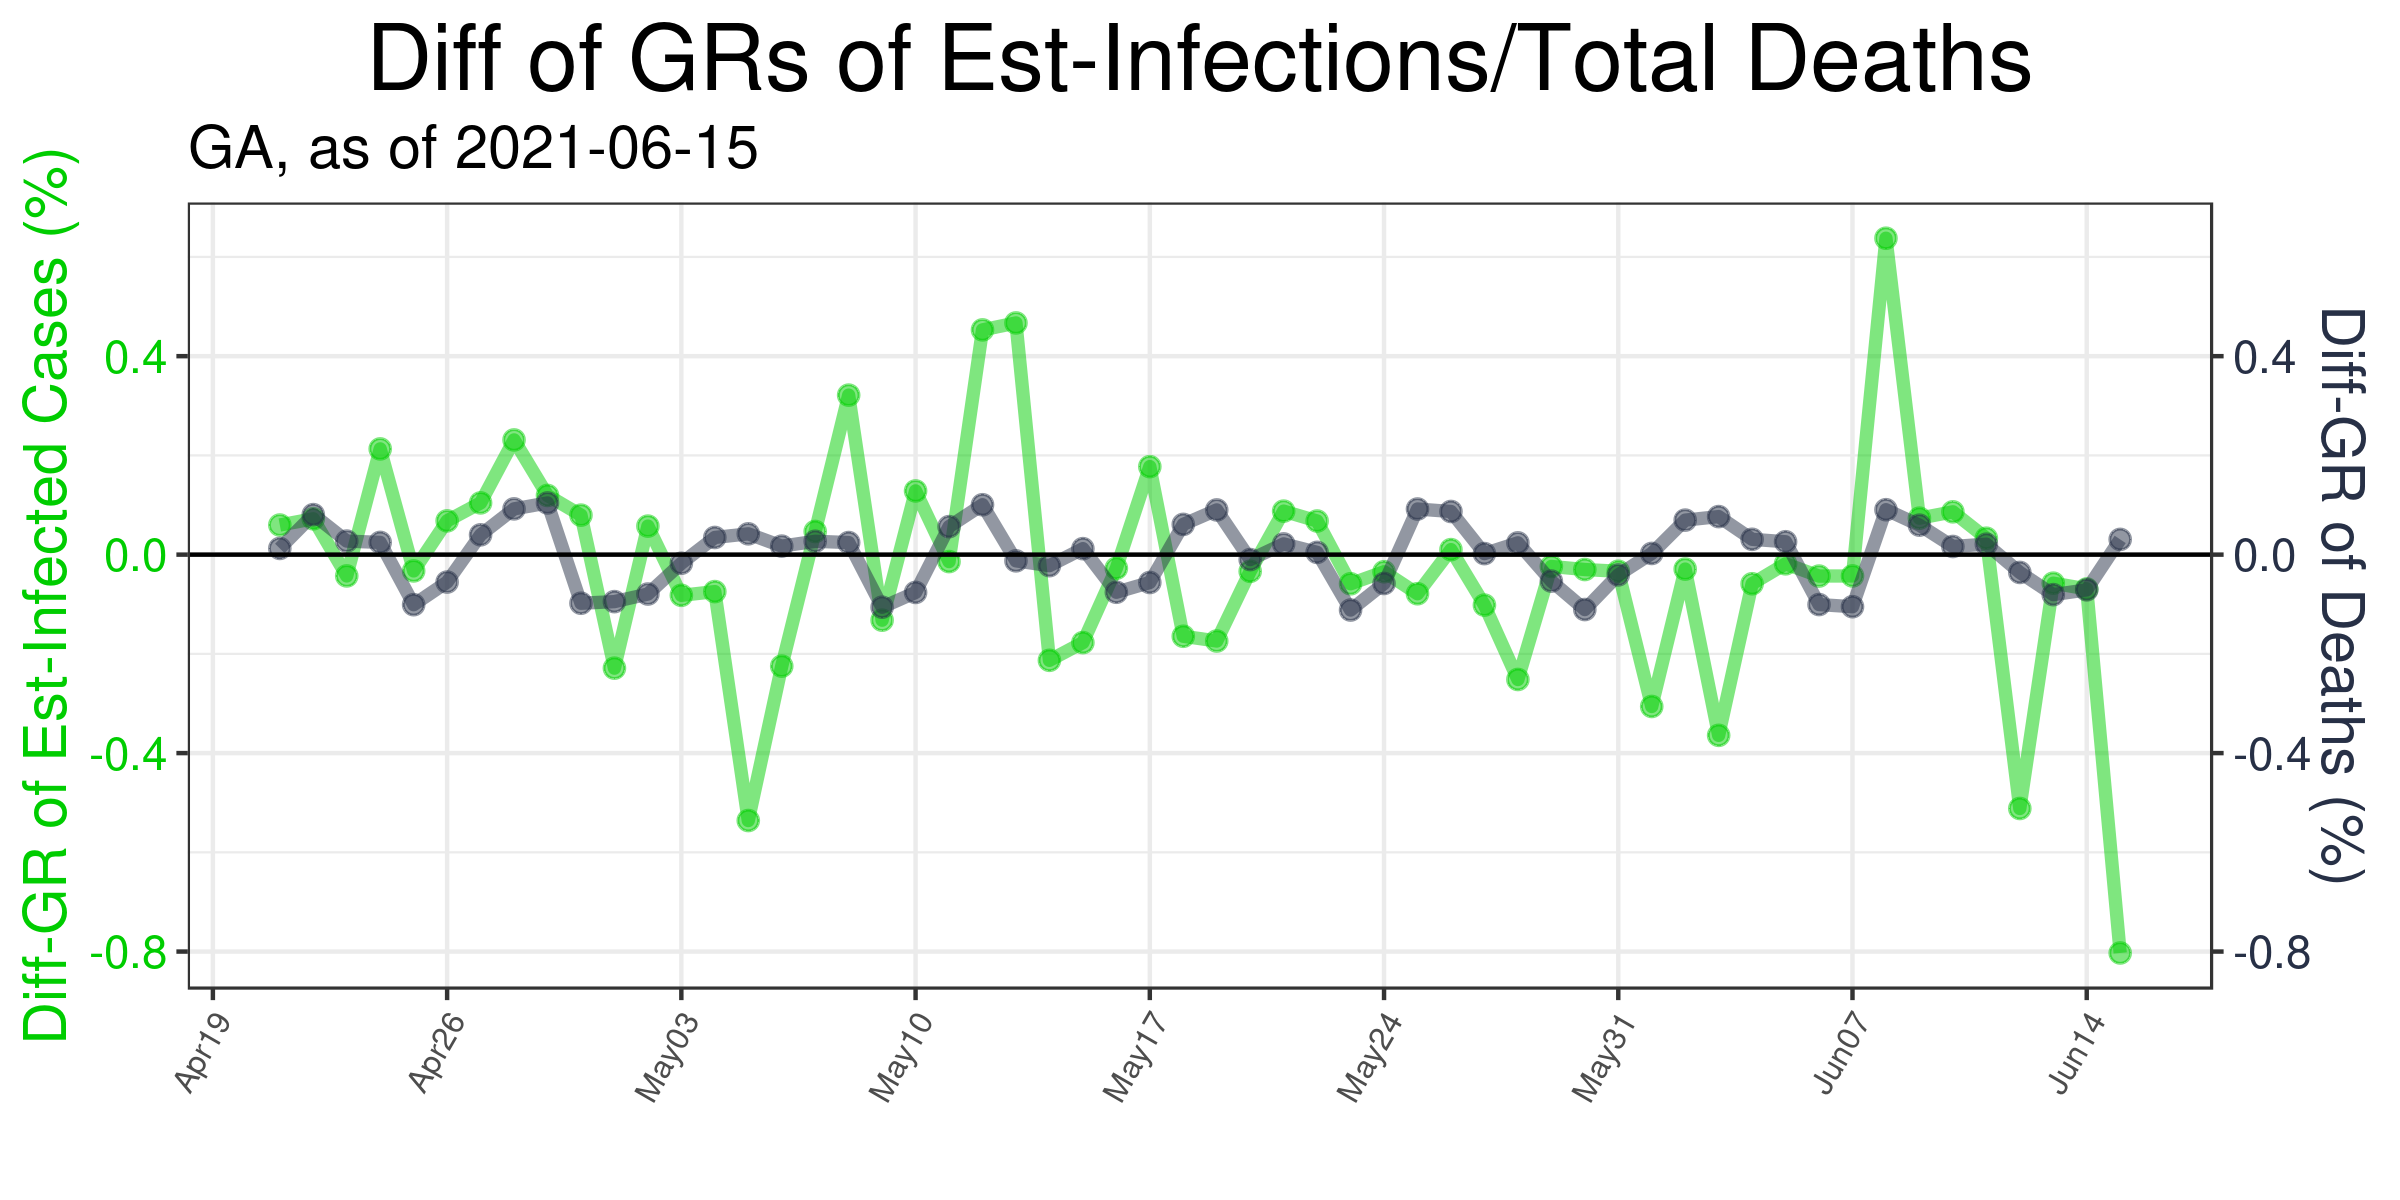 Diff of GRs of Est-Infections/Total Deaths
GA, as of 2021-06-15
Diff-GR of Est-Infected Cases (%)
0.4
0.0
-0.4
-0.8
0.4
0.0
-0.4
-0.8
Diff-GR of Deaths (%)
Apr19
Apr26
May03
May10
May17
May24
May31
Jun07
Jun14